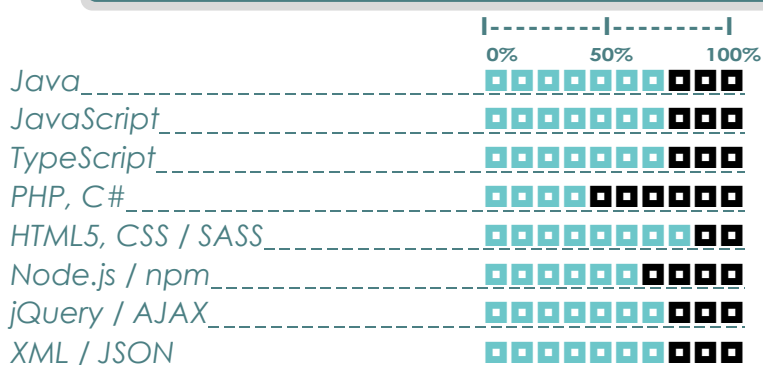 |----------|----------|
0% 50% 100%
Java
JavaScript
TypeScript
PHP, C#
HTML5, CSS / SASS
Node.js / npm
jQuery / AJAX
XML / JSON